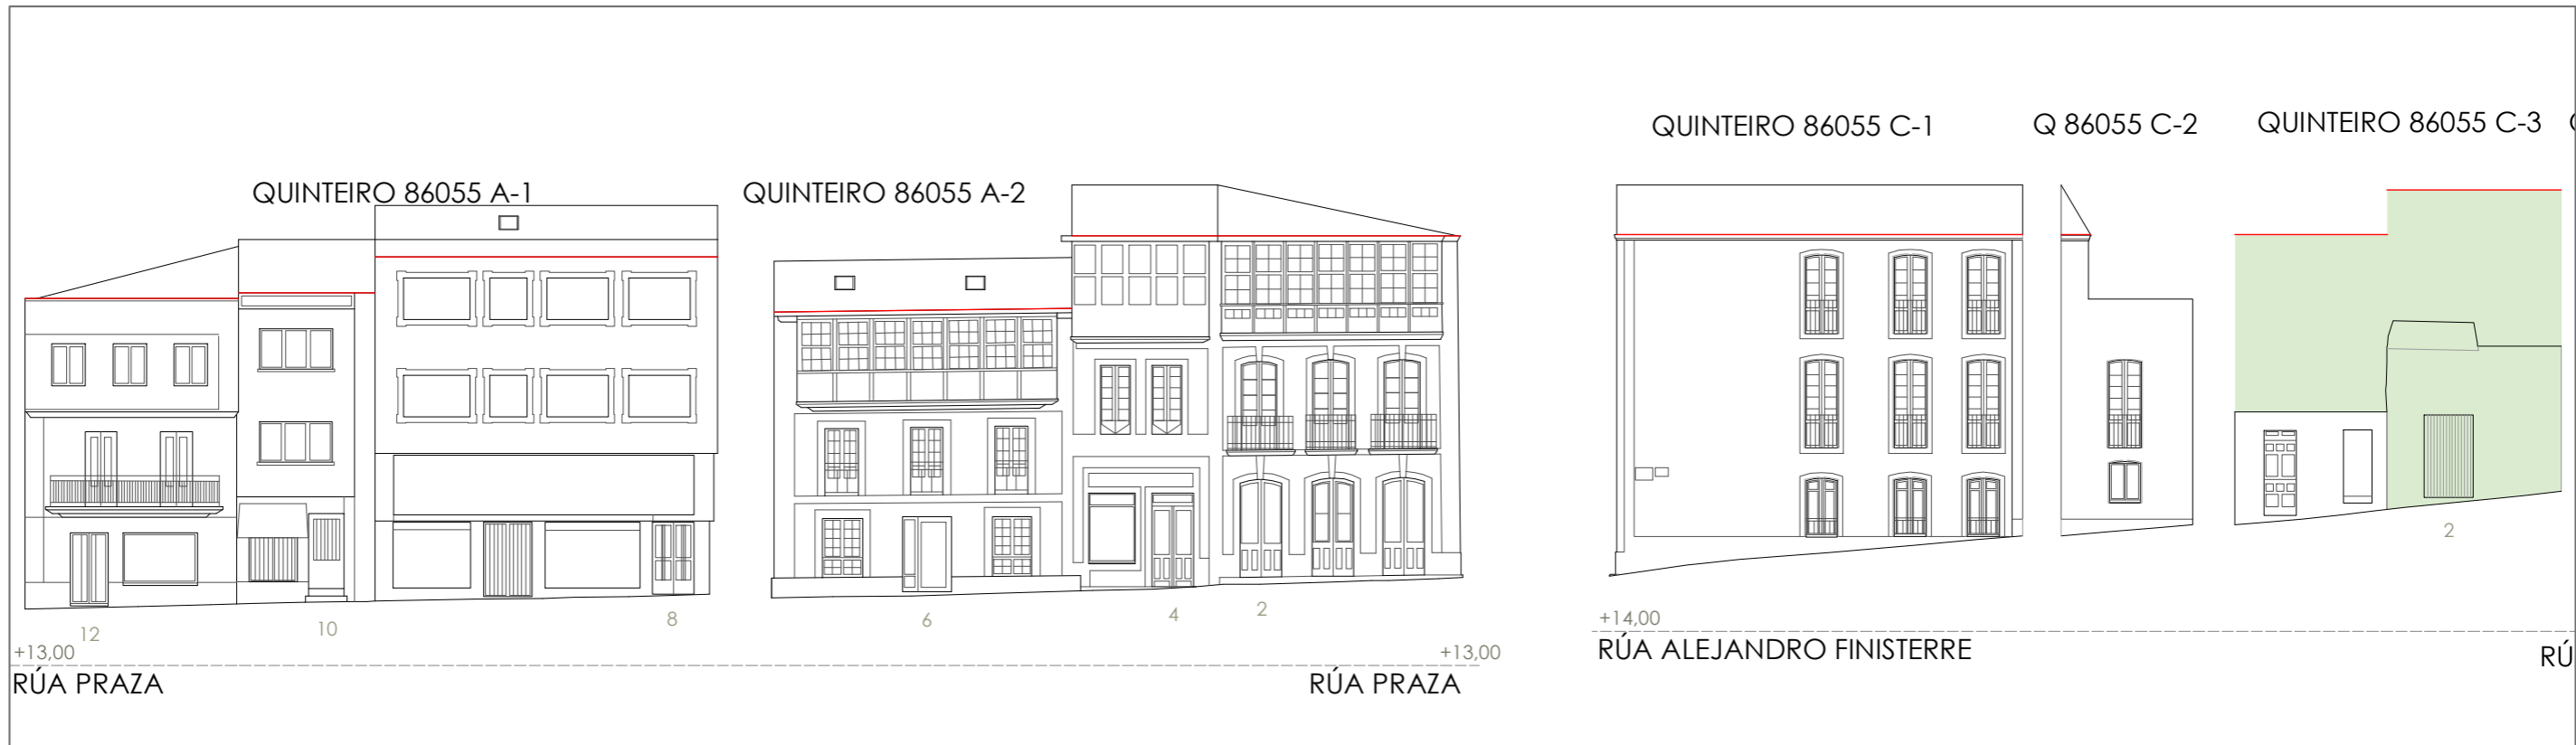 QUINTEIRO 86055 C-1
Q 86055 C-2
QUINTEIRO 86055 C-3
QUINTEIRO 86055 A-1
QUINTEIRO 86055 A-2
2
12
10
8
6
4
2
+13,00
+13,00
+14,00
RÚA PRAZA
RÚA PRAZA
RÚA ALEJANDRO FINISTERRE
RÚ